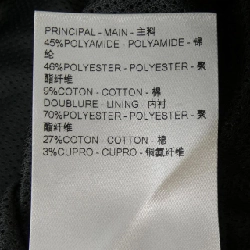 PRINCIPAL - MAIN - 主料
45%POLYAMIDE - POLYAMIDE - 锦
纶
46%POLYESTER - POLYESTER - 聚
酯纤维
9%COTON - COTTON - 棉
DOUBLURE - LINING - 内衬
70%POLYESTER - POLYESTER - 聚
酯纤维
27%COTON - COTTON - 棉
3%CUPRO - CUPRO - 铜氨纤维